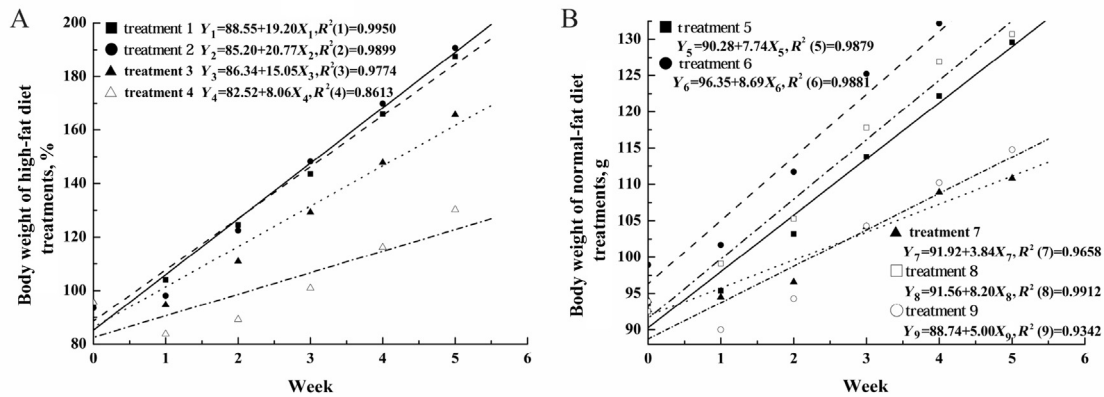 A
Body weight of high-fat diet
treatments, %
200
180
160
140
120
100
80
0
1
2
3
4
5
6
Week
treatment 1 Y1=88.55+19.20X1,R²(1)=0.9950
treatment 2 Y2=85.20+20.77X2,R²(2)=0.9899
treatment 3 Y3=86.34+15.05X3,R²(3)=0.9774
treatment 4 Y4=82.52+8.06X4,R²(4)=0.8613
B
Body weight of normal-fat diet
treatments, g
130
125
120
115
110
105
100
95
90
0
1
2
3
4
5
6
Week
treatment 5
Y5=90.28+7.74X5,R² (5)=0.9879
treatment 6
Y6=96.35+8.69X6,R² (6)=0.9881
treatment 7
Y7=91.92+3.84X7,R² (7)=0.9658
treatment 8
Y8=91.56+8.20X8,R² (8)=0.9912
treatment 9
Y9=88.74+5.00X9,R² (9)=0.9342